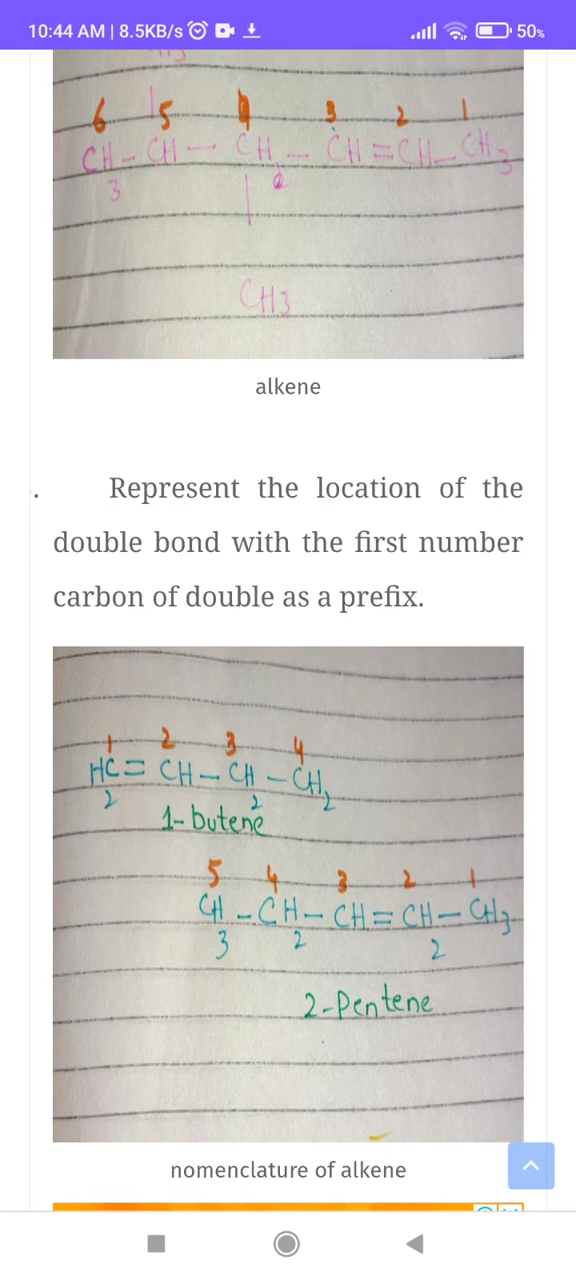 10:44 AM | 8.5KB/s
50%
6 5 4 3 2 1
CH3 - CH - CH2 - CH = CH - CH3
CH3
alkene
. Represent the location of the
double bond with the first number
carbon of double as a prefix.
1 2 3 4
H2C = CH - CH2 - CH2
1-butene
5 4 3 2 1
CH3 - CH2 - CH = CH2 - CH3
2-Pentene
nomenclature of alkene